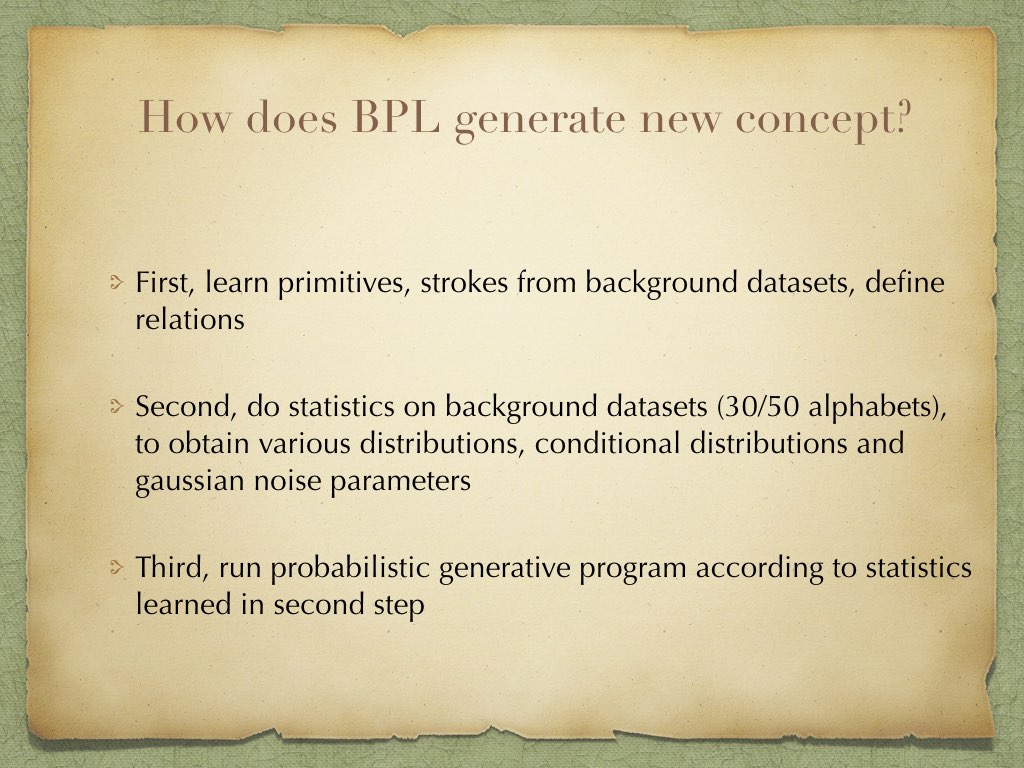 How does BPL generate new concept?
First, learn primitives, strokes from background datasets, define
relations
Second, do statistics on background datasets (30/50 alphabets),
to obtain various distributions, conditional distributions and
gaussian noise parameters
Third, run probabilistic generative program according to statistics
learned in second step